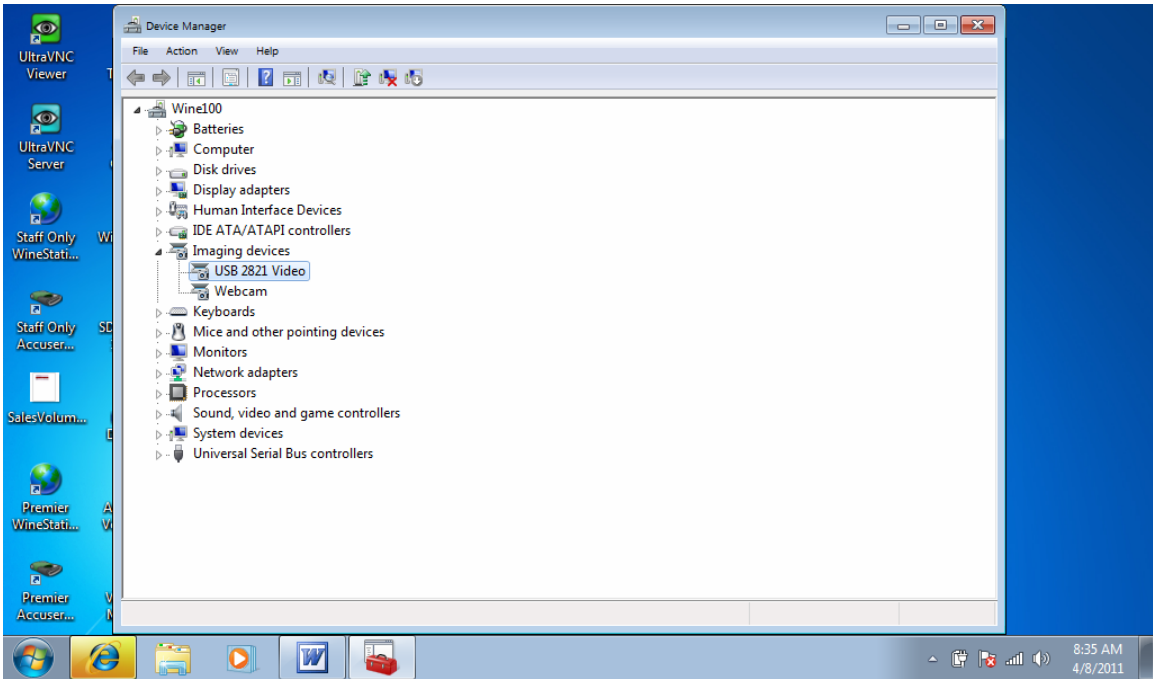 UltraVNC
Viewer
T
UltraVNC
Server
Staff Only
WineStati...
Wi
Staff Only
Accuser...
SD
SalesVolum...
Premier
WineStati...
A
V
Premier
Accuser...
V
Device Manager
File Action View Help
Wine100
Batteries
Computer
Disk drives
Display adapters
Human Interface Devices
IDE ATA/ATAPI controllers
Imaging devices
USB 2821 Video
Webcam
Keyboards
Mice and other pointing devices
Monitors
Network adapters
Processors
Sound, video and game controllers
System devices
Universal Serial Bus controllers
8:35 AM
4/8/2011